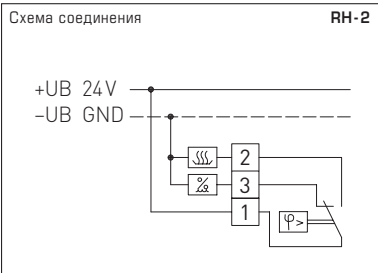 Схема соединения RH-2
+UB 24V
–UB GND
2
3
1
φ>